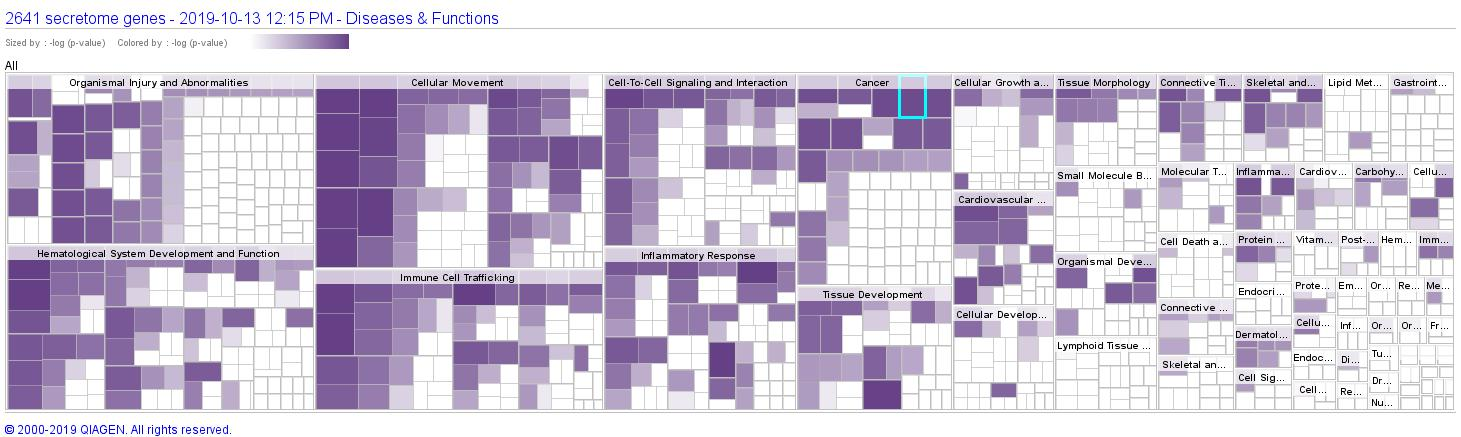 2641 secretome genes - 2019-10-13 12:15 PM - Diseases & Functions
Sized by : -log (p-value) Colored by : -log (p-value)
All
Organismal Injury and Abnormalities
Cellular Movement
Cell-To-Cell Signaling and Interaction
Cancer
Cellular Growth a...
Tissue Morphology
Connective Ti...
Skeletal and...
Lipid Met...
Gastroint...
Small Molecule B...
Molecular T...
Inflamma...
Cardiov...
Carbohy...
Cellu...
Cardiovascular ...
Hematological System Development and Function
Inflammatory Response
Immune Cell Trafficking
Tissue Development
Organismal Deve...
Cell Death a...
Protein ...
Vitam...
Post-...
Hem...
Imm...
Cellular Develop...
Endocri...
Prote...
Em...
Or...
Re...
Me...
Connective ...
Dermatol...
Cellu...
Inf...
Or...
Or...
Fr...
Lymphoid Tissue ...
Skeletal an...
Endoc...
Di...
Tu...
Cell Sig...
Cell...
Re...
Dr...
Nu...
© 2000-2019 QIAGEN. All rights reserved.